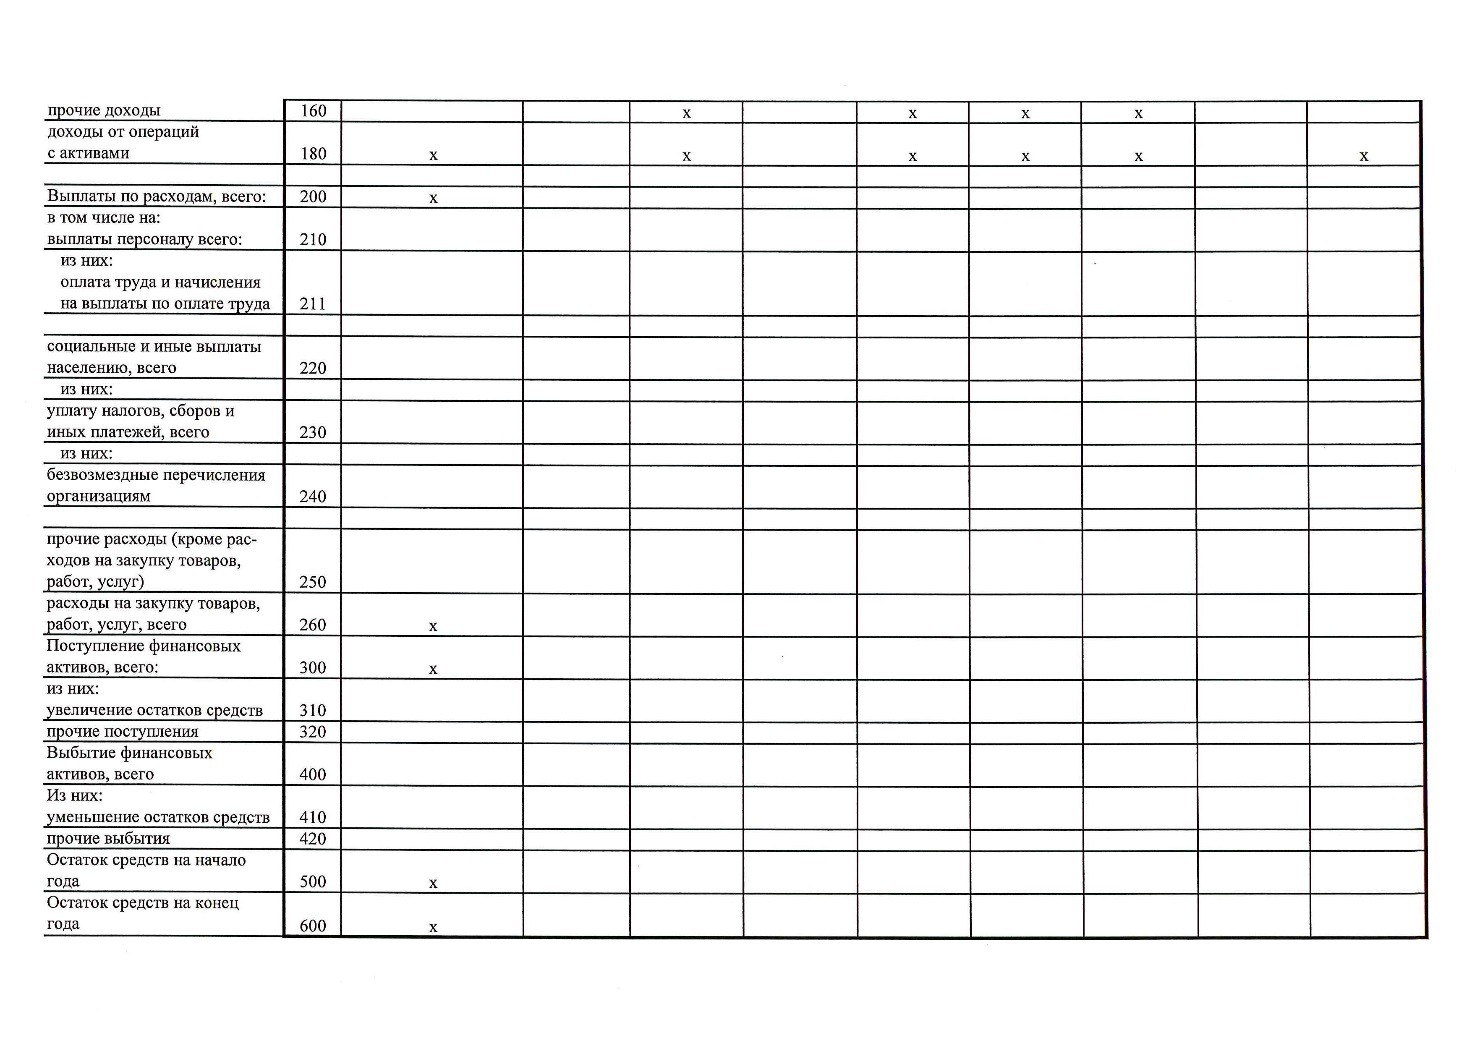 прочие доходы 160 х х х х
доходы от операций
с активами 180 х х х х х х
Выплаты по расходам, всего: 200 х
в том числе на:
выплаты персоналу всего: 210
из них:
оплата труда и начисления
на выплаты по оплате труда 211
социальные и иные выплаты
населению, всего 220
из них:
уплату налогов, сборов и
иных платежей, всего 230
из них:
безвозмездные перечисления
организациям 240
прочие расходы (кроме рас-
ходов на закупку товаров,
работ, услуг) 250
расходы на закупку товаров,
работ, услуг, всего 260 х
Поступление финансовых
активов, всего: 300 х
из них:
увеличение остатков средств 310
прочие поступления 320
Выбытие финансовых
активов, всего 400
Из них:
уменьшение остатков средств 410
прочие выбытия 420
Остаток средств на начало
года 500 х
Остаток средств на конец
года 600 х